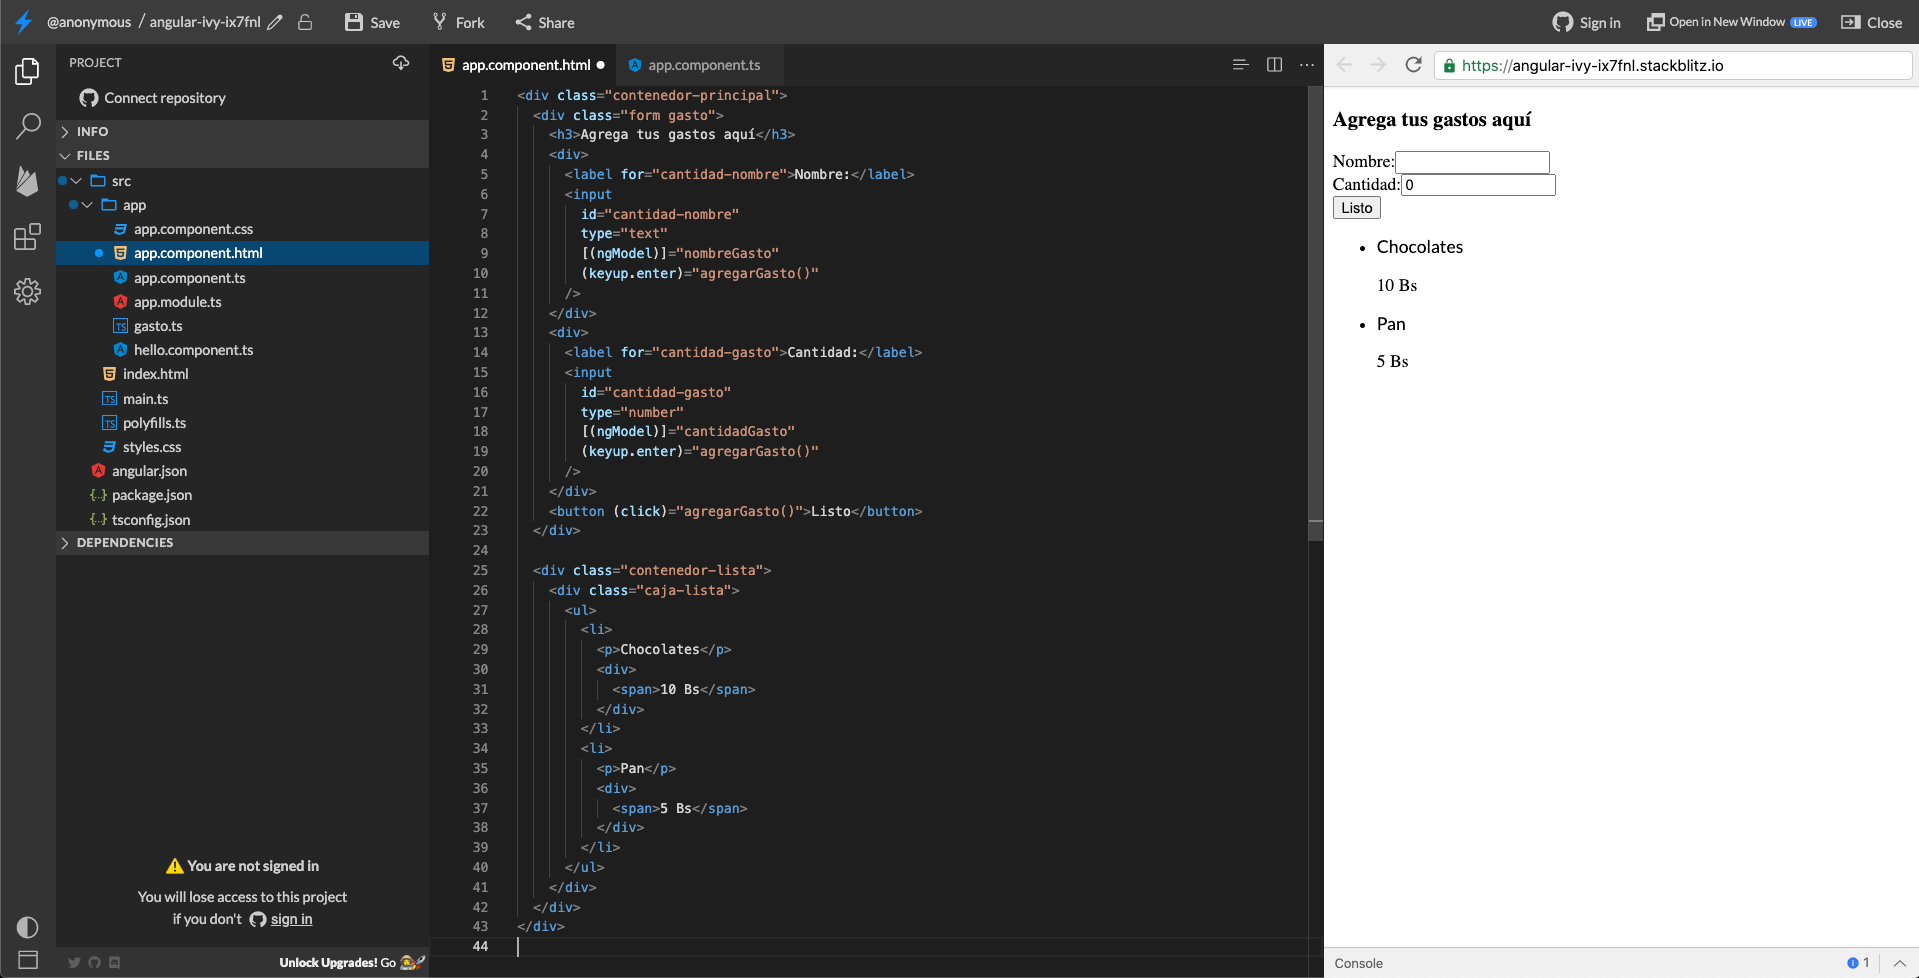 @anonymous / angular-ivy-ix7fnl Save Fork Share Sign in Open in New Window LIVE Close
PROJECT
Connect repository
INFO
FILES
src
app
app.component.css
app.component.html
app.component.ts
app.module.ts
gasto.ts
hello.component.ts
index.html
TS main.ts
TS polyfills.ts
styles.css
angular.json
{..} package.json
{..} tsconfig.json
DEPENDENCIES
You are not signed in
You will lose access to this project
if you don't sign in
Unlock Upgrades! Go
app.component.html app.component.ts
1 <div class="contenedor-principal">
2 <div class="form gasto">
3 <h3>Agrega tus gastos aquí</h3>
4 <div>
5 <label for="cantidad-nombre">Nombre:</label>
6 <input
7 id="cantidad-nombre"
8 type="text"
9 [(ngModel)]="nombreGasto"
10 (keyup.enter)="agregarGasto()"
11 />
12 </div>
13 <div>
14 <label for="cantidad-gasto">Cantidad:</label>
15 <input
16 id="cantidad-gasto"
17 type="number"
18 [(ngModel)]="cantidadGasto"
19 (keyup.enter)="agregarGasto()"
20 />
21 </div>
22 <button (click)="agregarGasto()">Listo</button>
23 </div>
24
25 <div class="contenedor-lista">
26 <div class="caja-lista">
27 <ul>
28 <li>
29 <p>Chocolates</p>
30 <div>
31 <span>10 Bs</span>
32 </div>
33 </li>
34 <li>
35 <p>Pan</p>
36 <div>
37 <span>5 Bs</span>
38 </div>
39 </li>
40 </ul>
41 </div>
42 </div>
43 </div>
44
https://angular-ivy-ix7fnl.stackblitz.io
Agrega tus gastos aquí
Nombre:
Cantidad: 0
Listo
• Chocolates
10 Bs
• Pan
5 Bs
Console 1